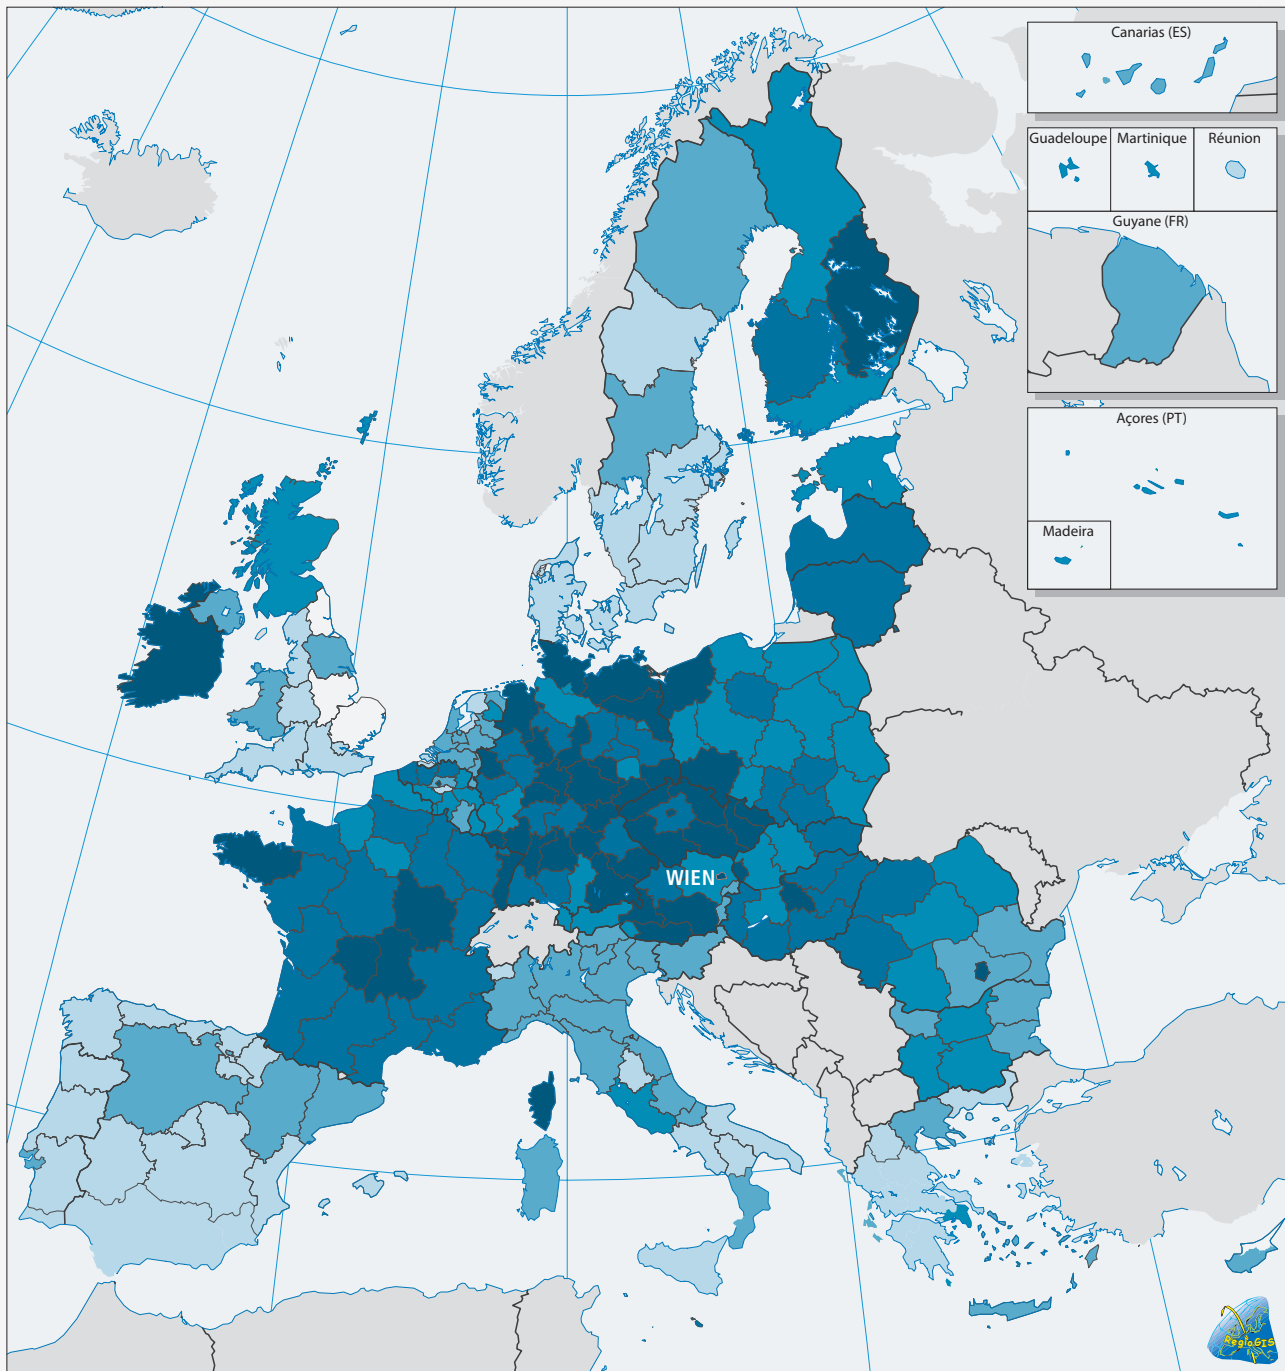 Canarias (ES)
Guadeloupe
Martinique
Réunion
Guyane (FR)
Açores (PT)
Madeira
WIEN
RegioGIS